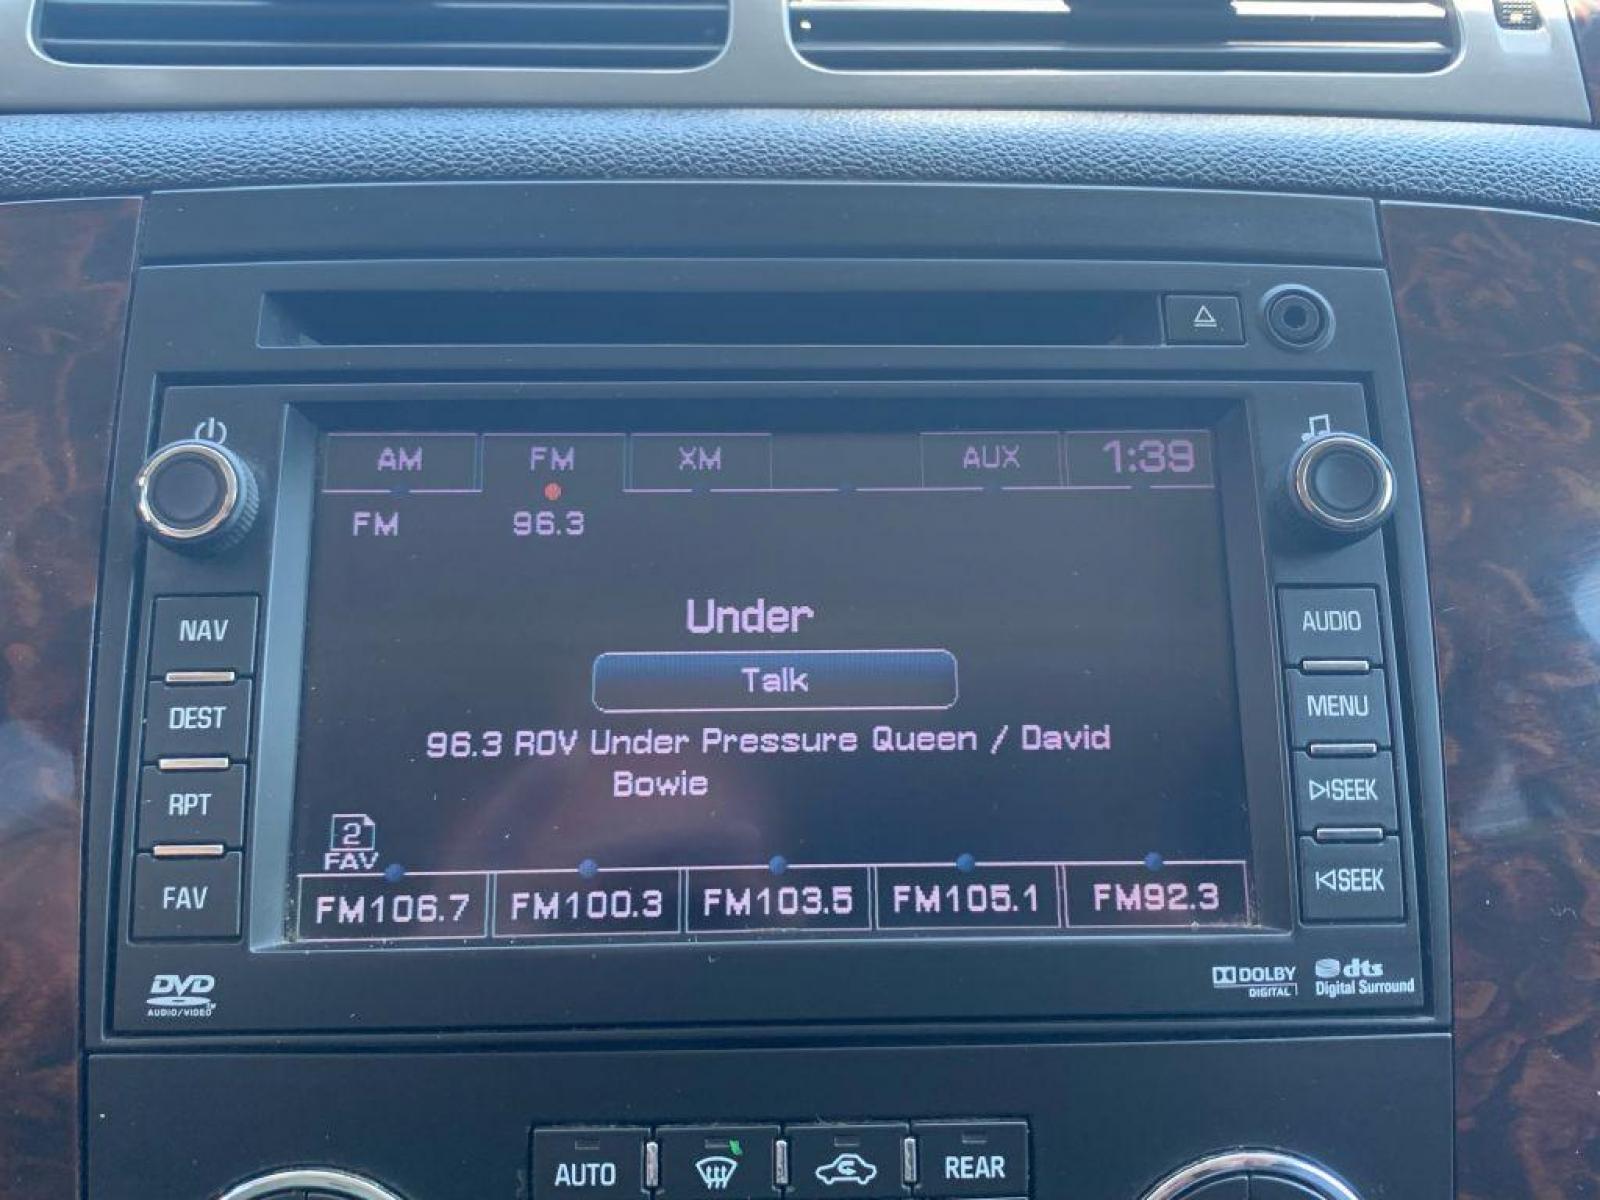 AM FM XM AUX 1:39
FM 96.3
Under
NAV
AUDIO
Talk
DEST
MENU
96.3 ROV Under Pressure Queen / David
Bowie
RPT
SEEK
2
FAV
FAV
SEEK
FM106.7 FM100.3 FM103.5 FM105.1 FM92.3
DVD
AUDIO/VIDEO
DOLBY
DIGITAL
dts
Digital Surround
AUTO
REAR